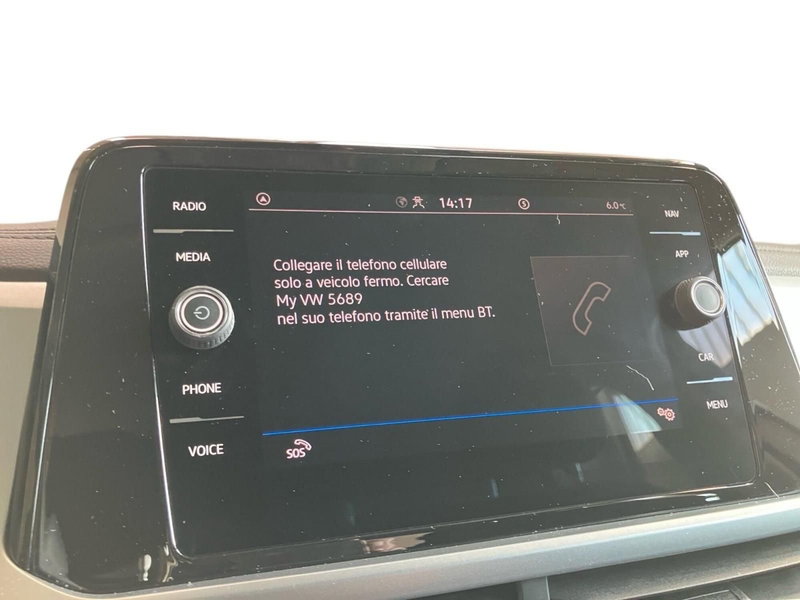 RADIO
MEDIA
PHONE
VOICE
14:17
6.0°C
Collegare il telefono cellulare
solo a veicolo fermo. Cercare
My VW 5689
nel suo telefono tramite il menu BT.
SOS
NAV
APP
CAR
MENU